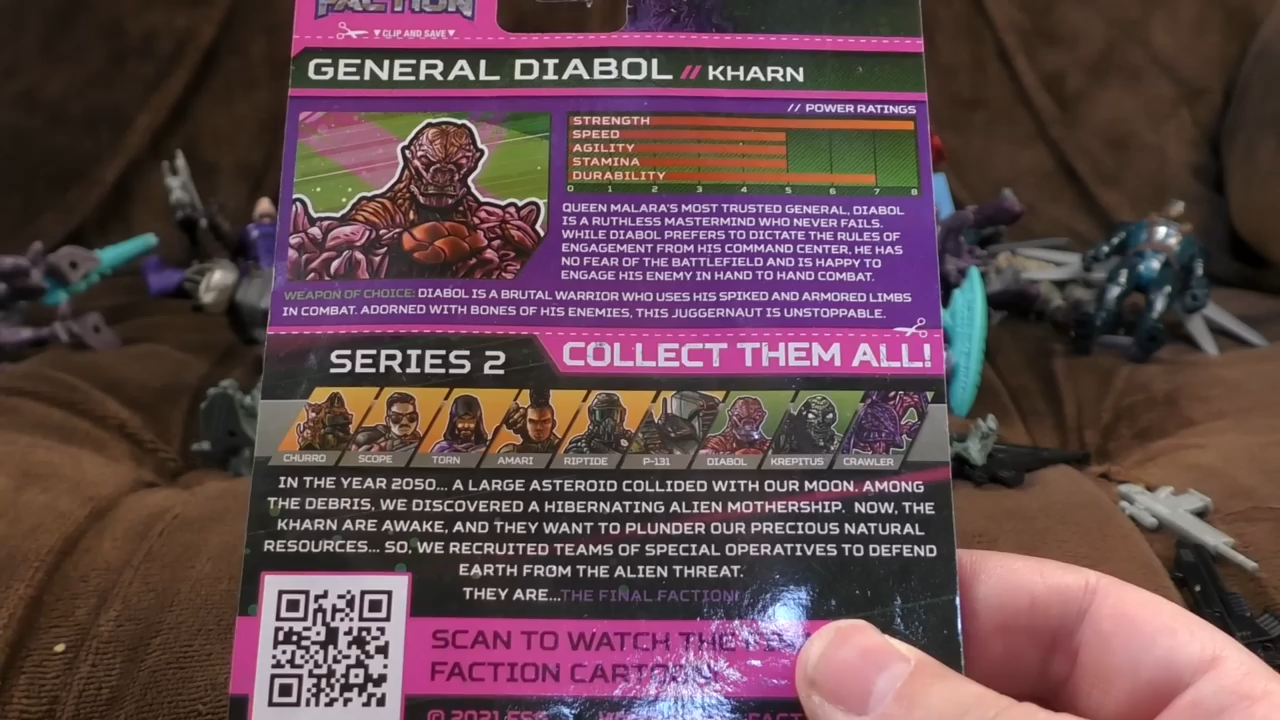 FACTION
▼ CLIP AND SAVE ▼
GENERAL DIABOL // KHARN
// POWER RATINGS
STRENGTH
SPEED
AGILITY
STAMINA
DURABILITY
0 1 2 3 4 5 6 7 8
QUEEN MALARA'S MOST TRUSTED GENERAL, DIABOL
IS A RUTHLESS MASTERMIND WHO NEVER FAILS.
WHILE DIABOL PREFERS TO DICTATE THE RULES OF
ENGAGEMENT FROM HIS COMMAND CENTER, HE HAS
NO FEAR OF THE BATTLEFIELD AND IS HAPPY TO
ENGAGE HIS ENEMY IN HAND TO HAND COMBAT.
WEAPON OF CHOICE: DIABOL IS A BRUTAL WARRIOR WHO USES HIS SPIKED AND ARMORED LIMBS
IN COMBAT. ADORNED WITH BONES OF HIS ENEMIES, THIS JUGGERNAUT IS UNSTOPPABLE.
SERIES 2 COLLECT THEM ALL!
CHURRO SCOPE TORN AMARI RIPTIDE P-131 DIABOL KREPITUS CRAWLER
IN THE YEAR 2050... A LARGE ASTEROID COLLIDED WITH OUR MOON. AMONG
THE DEBRIS, WE DISCOVERED A HIBERNATING ALIEN MOTHERSHIP. NOW, THE
KHARN ARE AWAKE, AND THEY WANT TO PLUNDER OUR PRECIOUS NATURAL
RESOURCES... SO, WE RECRUITED TEAMS OF SPECIAL OPERATIVES TO DEFEND
EARTH FROM THE ALIEN THREAT.
THEY ARE...THE FINAL FACTION!
SCAN TO WATCH THE
FACTION CARTOON
© 2021